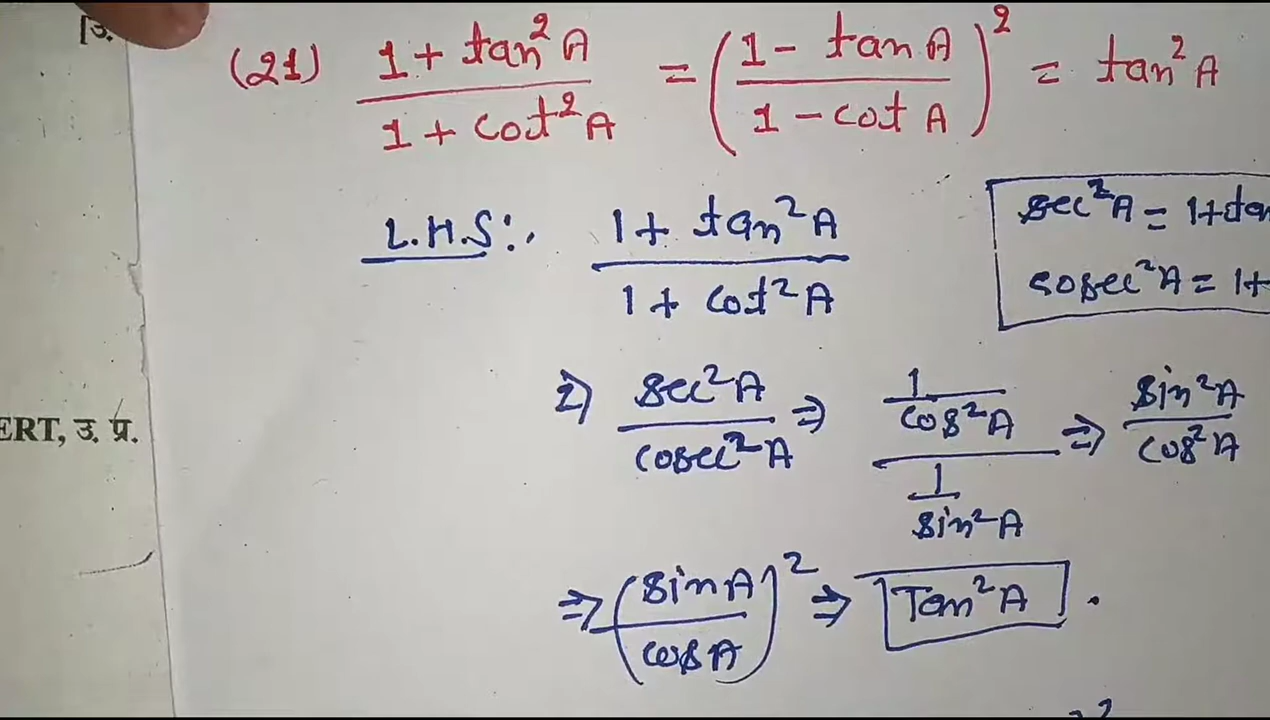 [उ.
(21) 1 + tan²A / 1 + cot²A = (1 - tan A / 1 - cot A)² = tan²A
L.H.S:. 1 + tan²A / 1 + cot²A
sec²A = 1+tan
cosec²A = 1+
⇒ sec²A / cosec²A ⇒ 1/cos²A / 1/sin²A ⇒ sin²A / cos²A
ERT, उ. प्र.
⇒ (sinA / cosA)² ⇒ Tan²A .